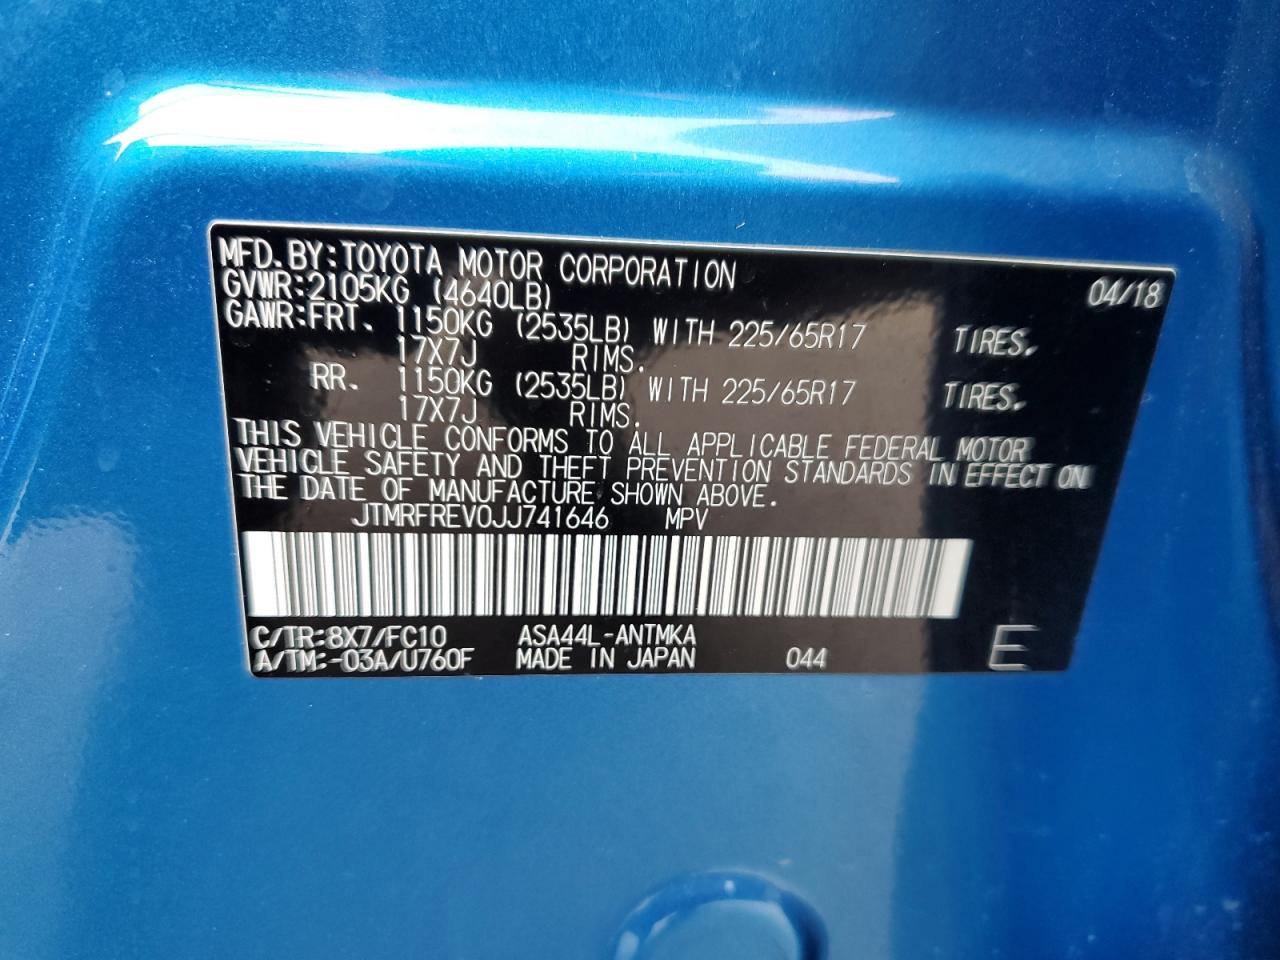 MFD.BY:TOYOTA MOTOR CORPORATION 04/18
GVWR:2105KG (4640LB)
GAWR:FRT. 1150KG (2535LB) WITH 225/65R17 TIRES.
17X7J RIMS.
RR. 1150KG (2535LB) WITH 225/65R17 TIRES.
17X7J RIMS.
THIS VEHICLE CONFORMS TO ALL APPLICABLE FEDERAL MOTOR
VEHICLE SAFETY AND THEFT PREVENTION STANDARDS IN EFFECT ON
THE DATE OF MANUFACTURE SHOWN ABOVE.
JTMRFREV0JJ741646 MPV
C/TR:8X7/FC10 ASA44L-ANTMKA
A/TM:-03A/U760F MADE IN JAPAN 044 E